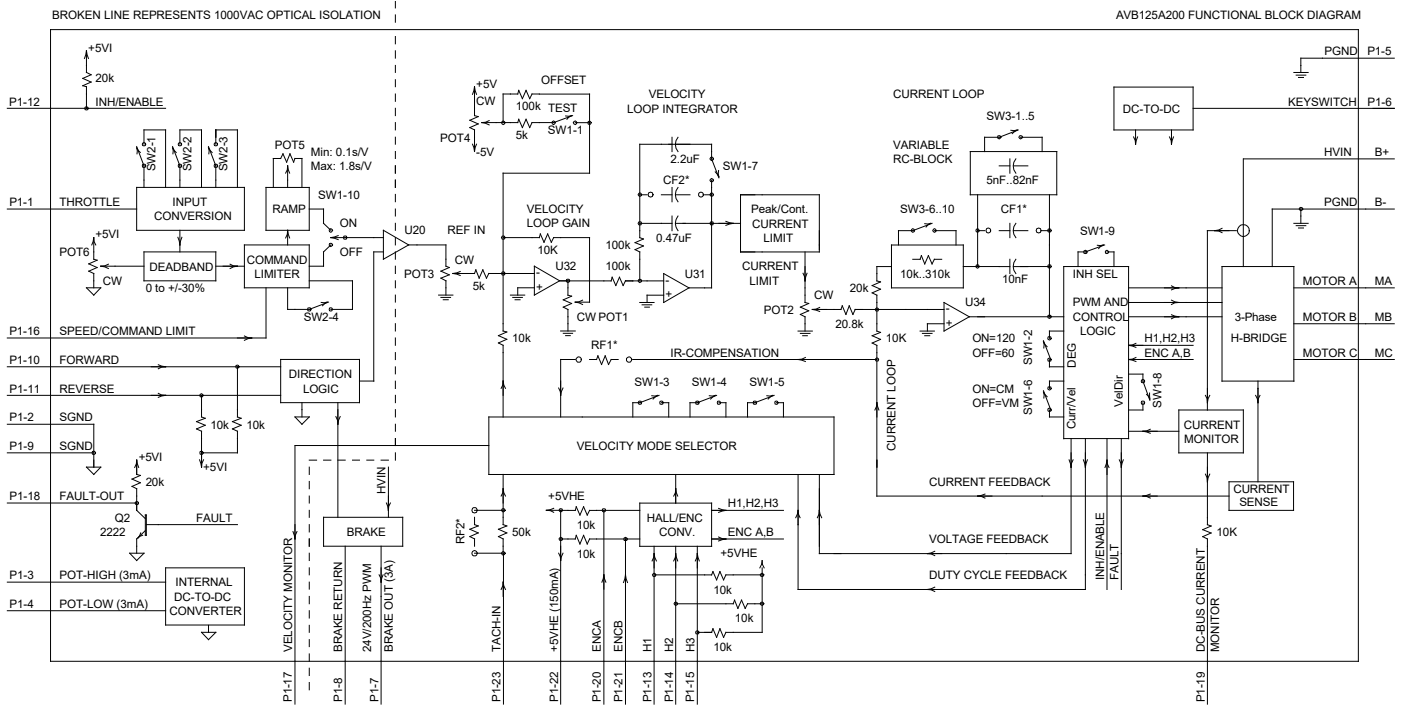 BROKEN LINE REPRESENTS 1000VAC OPTICAL ISOLATION
AVB125A200 FUNCTIONAL BLOCK DIAGRAM
+5VI
20k
P1-12 INH/ENABLE
SW2-1
SW2-2
SW2-3
POT5
Min: 0.1s/V
Max: 1.8s/V
P1-1 THROTTLE
INPUT
CONVERSION
RAMP
SW1-10
ON
OFF
+5VI
POT6
CW
DEADBAND
0 to +/-30%
COMMAND
LIMITER
SW2-4
P1-16 SPEED/COMMAND LIMIT
P1-10 FORWARD
P1-11 REVERSE
DIRECTION
LOGIC
P1-2 SGND
P1-9 SGND
10k
10k
+5VI
+5VI
20k
P1-18 FAULT-OUT
Q2
2222
FAULT
HVIN
BRAKE
P1-3 POT-HIGH (3mA)
P1-4 POT-LOW (3mA)
INTERNAL
DC-TO-DC
CONVERTER
VELOCITY MONITOR
P1-17
BRAKE RETURN
P1-8
24V/200Hz PWM
BRAKE OUT (3A)
P1-7
U20
REF IN
CW
POT3
5k
+5V
CW
POT4
-5V
OFFSET
100k
TEST
5k
SW1-1
VELOCITY
LOOP GAIN
10K
U32
CW POT1
10k
VELOCITY
LOOP INTEGRATOR
2.2uF
SW1-7
CF2*
0.47uF
100k
100k
U31
Peak/Cont.
CURRENT
LIMIT
CURRENT
LIMIT
CW
POT2
20.8k
CURRENT LOOP
VARIABLE
RC-BLOCK
SW3-1..5
5nF..82nF
SW3-6..10
CF1*
10k..310k
10nF
20k
U34
10K
RF1*
IR-COMPENSATION
CURRENT LOOP
SW1-3
SW1-4
SW1-5
VELOCITY MODE SELECTOR
SW1-9
INH SEL
PWM AND
CONTROL
LOGIC
ON=120
OFF=60
SW1-2
DEG
ON=CM
OFF=VM
SW1-6
Curr/Vel
VelDir
SW1-8
H1,H2,H3
ENC A,B
DC-TO-DC
PGND P1-5
KEYSWITCH P1-6
HVIN B+
PGND B-
3-Phase
H-BRIDGE
MOTOR A MA
MOTOR B MB
MOTOR C MC
CURRENT
MONITOR
CURRENT FEEDBACK
CURRENT
SENSE
10K
VOLTAGE FEEDBACK
DUTY CYCLE FEEDBACK
INH/ENABLE
FAULT
DC-BUS CURRENT
MONITOR
P1-19
RF2*
50k
TACH-IN
P1-23
+5VHE
10k
10k
HALL/ENC
CONV.
H1,H2,H3
ENC A,B
+5VHE
10k
10k
10k
+5VHE (150mA)
P1-22
ENCA
P1-20
ENCB
P1-21
H1
P1-13
H2
P1-14
H3
P1-15